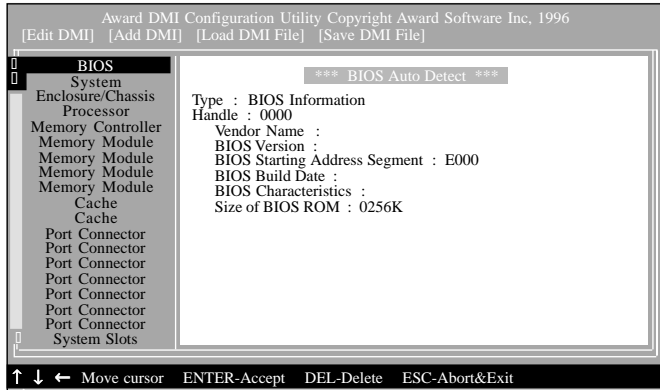 Award DMI Configuration Utility Copyright Award Software Inc, 1996
[Edit DMI] [Add DMI] [Load DMI File] [Save DMI File]
BIOS
System
Enclosure/Chassis
Processor
Memory Controller
Memory Module
Memory Module
Memory Module
Memory Module
Cache
Cache
Port Connector
Port Connector
Port Connector
Port Connector
Port Connector
Port Connector
Port Connector
System Slots
*** BIOS Auto Detect ***
Type : BIOS Information
Handle : 0000
Vendor Name :
BIOS Version :
BIOS Starting Address Segment : E000
BIOS Build Date :
BIOS Characteristics :
Size of BIOS ROM : 0256K
↑ ↓ ← Move cursor ENTER-Accept DEL-Delete ESC-Abort&Exit